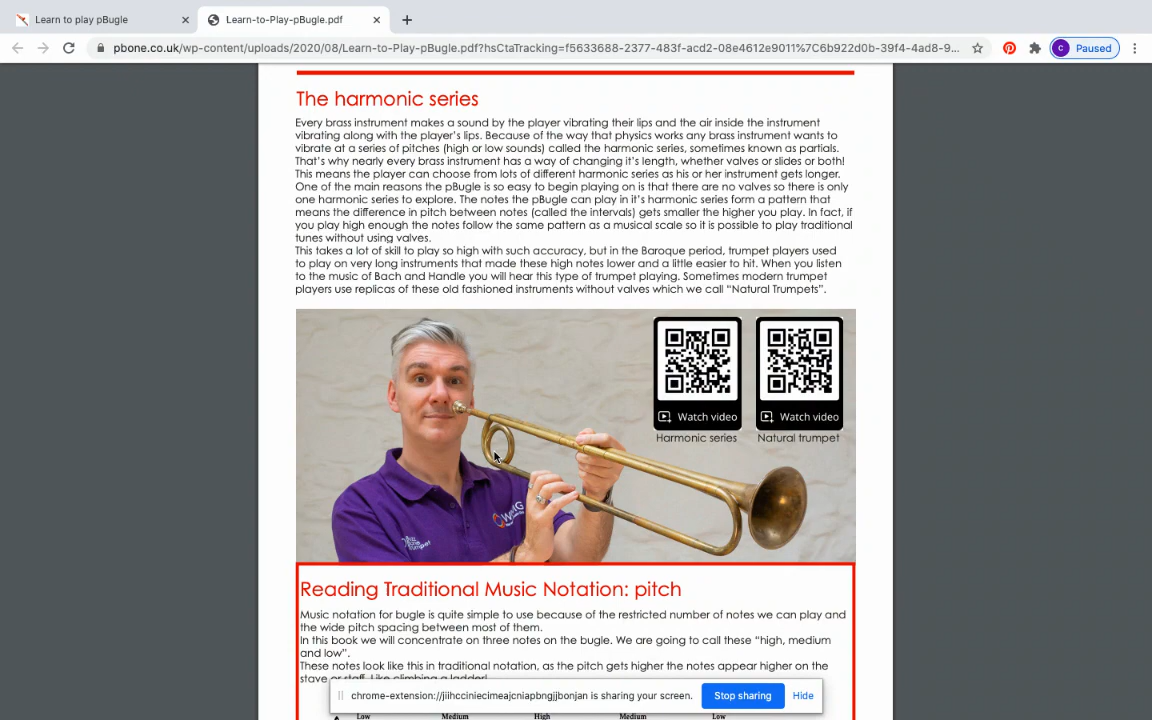 Learn to play pBugle
Learn-to-Play-pBugle.pdf
pbone.co.uk/wp-content/uploads/2020/08/Learn-to-Play-pBugle.pdf?hsCtaTracking=f5633688-2377-483f-acd2-08e4612e9011%7C6b922d0b-39f4-4ad8-9...
C Paused
The harmonic series
Every brass instrument makes a sound by the player vibrating their lips and the air inside the instrument
vibrating along with the player's lips. Because of the way that physics works any brass instrument wants to
vibrate at a series of pitches (high or low sounds) called the harmonic series, sometimes known as partials.
That's why nearly every brass instrument has a way of changing it's length, whether valves or slides or both!
This means the player can choose from lots of different harmonic series as his or her instrument gets longer.
One of the main reasons the pBugle is so easy to begin playing on is that there are no valves so there is only
one harmonic series to explore. The notes the pBugle can play in it's harmonic series form a pattern that
means the difference in pitch between notes (called the intervals) gets smaller the higher you play. In fact, if
you play high enough the notes follow the same pattern as a musical scale so it is possible to play traditional
tunes without using valves.
This takes a lot of skill to play so high with such accuracy, but in the Baroque period, trumpet players used
to play on very long instruments that made these high notes lower and a little easier to hit. When you listen
to the music of Bach and Handle you will hear this type of trumpet playing. Sometimes modern trumpet
players use replicas of these old fashioned instruments without valves which we call “Natural Trumpets”.
Watch video
Watch video
Harmonic series
Natural trumpet
Reading Traditional Music Notation: pitch
Music notation for bugle is quite simple to use because of the restricted number of notes we can play and
the wide pitch spacing between most of them.
In this book we will concentrate on three notes on the bugle. We are going to call these “high, medium
and low”.
These notes look like this in traditional notation, as the pitch gets higher the notes appear higher on the
stave or staff. Like climbing a ladder!
chrome-extension://jiihcciniecimeajcniapbngjjbonjan is sharing your screen.
Stop sharing
Hide
Low Medium High Medium Low